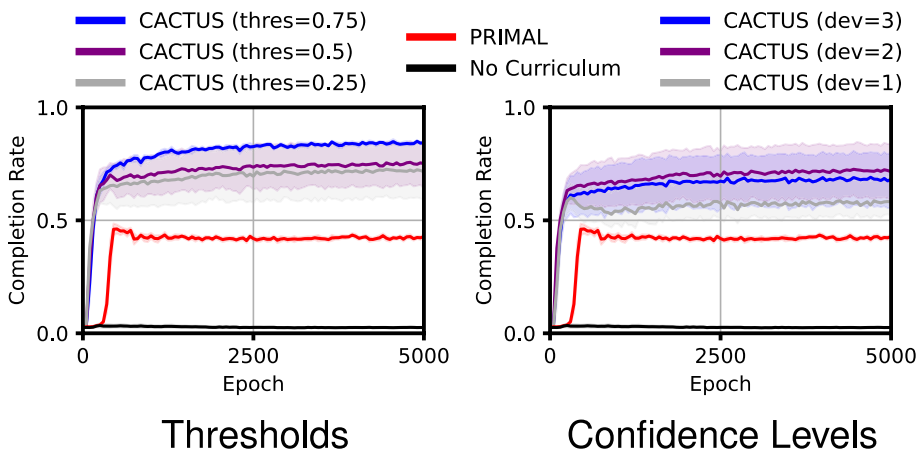 CACTUS (thres=0.75)
CACTUS (thres=0.5)
CACTUS (thres=0.25)
PRIMAL
No Curriculum
CACTUS (dev=3)
CACTUS (dev=2)
CACTUS (dev=1)
Completion Rate
1.0
0.5
0.0
0
2500
5000
Epoch
Thresholds
Completion Rate
1.0
0.5
0.0
0
2500
5000
Epoch
Confidence Levels